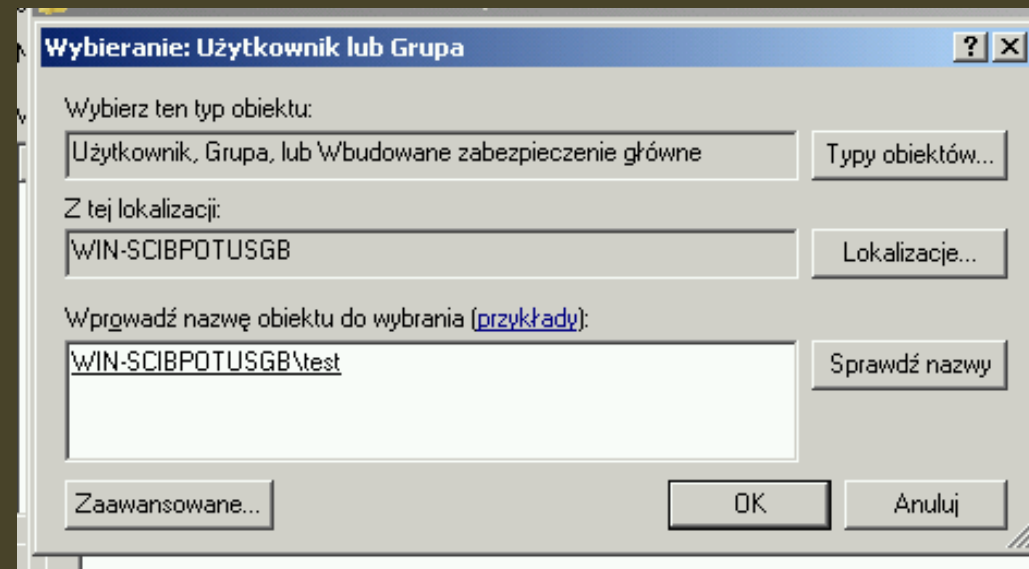 Wybieranie: Użytkownik lub Grupa
Wybierz ten typ obiektu:
Użytkownik, Grupa, lub Wbudowane zabezpieczenie główne
Typy obiektów...
Z tej lokalizacji:
WIN-SCIBPOTUSGB
Lokalizacje...
Wprowadź nazwę obiektu do wybrania (przykłady):
WIN-SCIBPOTUSGB\test
Sprawdź nazwy
Zaawansowane...
OK
Anuluj